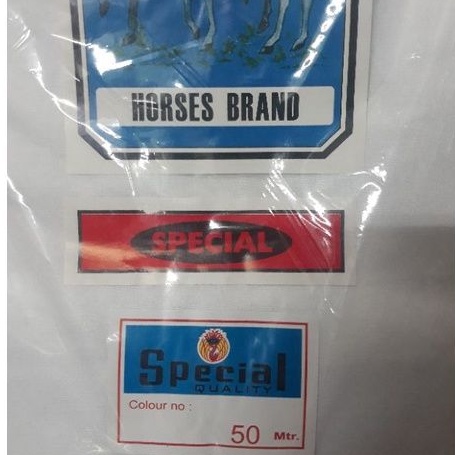 HORSES BRAND
SPECIAL
Special
QUALITY
Colour no :
50 Mtr.